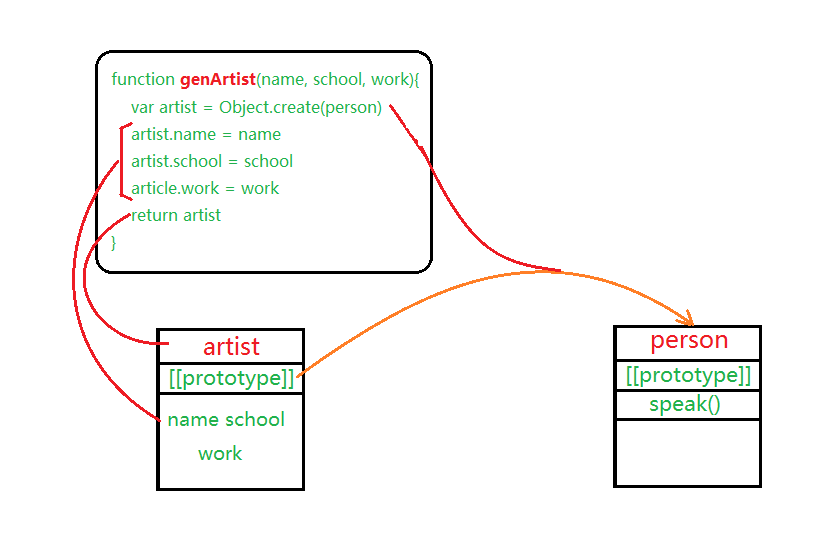 function genArtist(name, school, work){
var artist = Object.create(person)
artist.name = name
artist.school = school
article.work = work
return artist
}
artist
[[prototype]]
name school
work
person
[[prototype]]
speak()